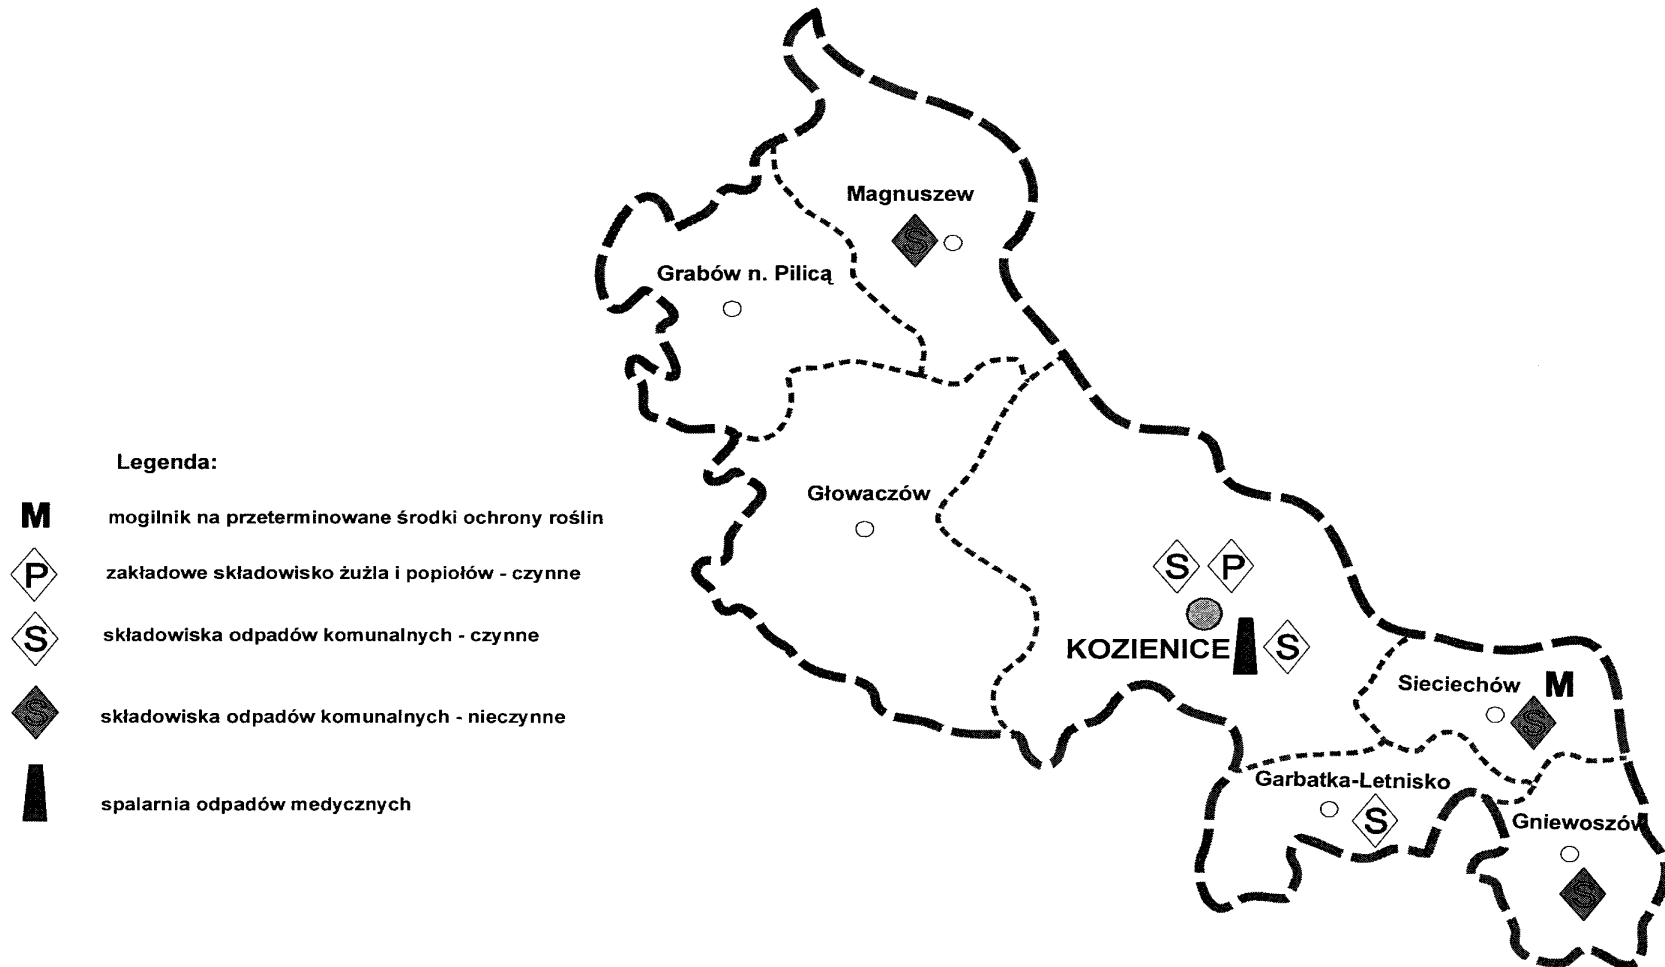 Magnuszew
S
Grabów n. Pilicą
Legenda:
M mogilnik na przeterminowane środki ochrony roślin
P zakładowe składowisko żużla i popiołów - czynne
S składowiska odpadów komunalnych - czynne
S składowiska odpadów komunalnych - nieczynne
spalarnia odpadów medycznych
Głowaczów
S P
KOZIENICE S
Sieciechów M
S
Garbatka-Letnisko
S
Gniewoszów
S